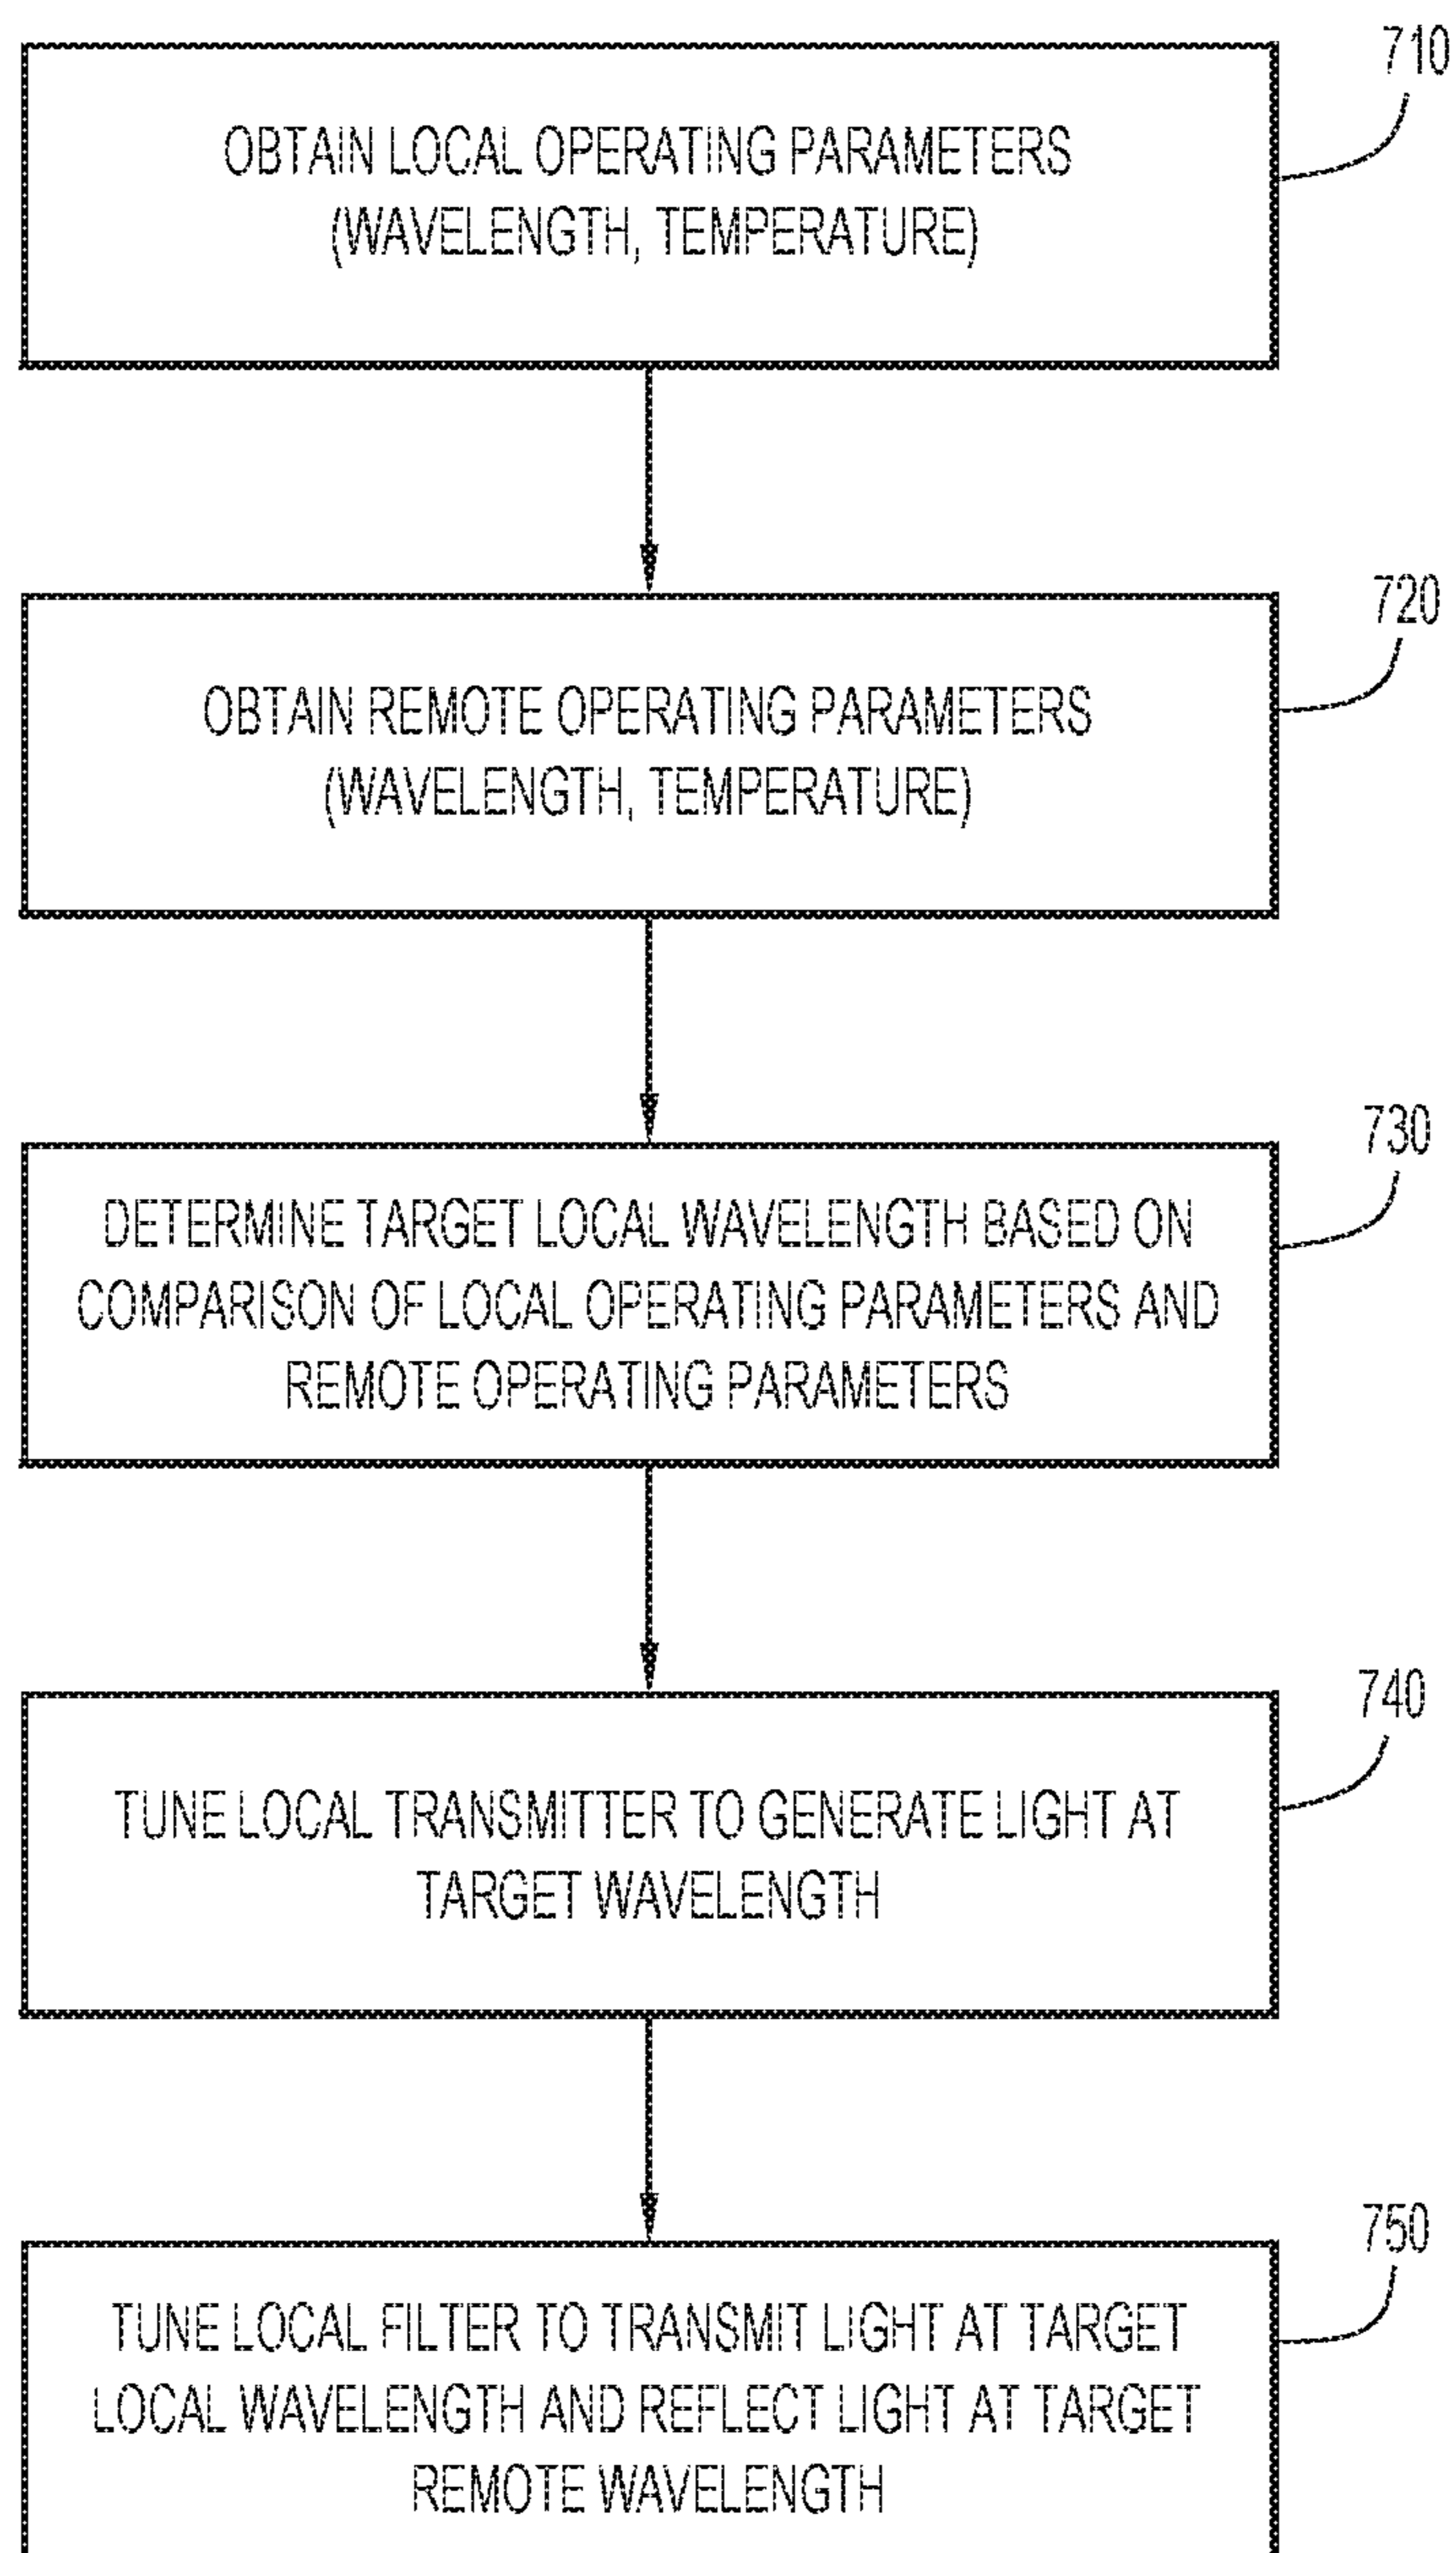 710
OBTAIN LOCAL OPERATING PARAMETERS
(WAVELENGTH, TEMPERATURE)
720
OBTAIN REMOTE OPERATING PARAMETERS
(WAVELENGTH, TEMPERATURE)
730
DETERMINE TARGET LOCAL WAVELENGTH BASED ON
COMPARISON OF LOCAL OPERATING PARAMETERS AND
REMOTE OPERATING PARAMETERS
740
TUNE LOCAL TRANSMITTER TO GENERATE LIGHT AT
TARGET WAVELENGTH
750
TUNE LOCAL FILTER TO TRANSMIT LIGHT AT TARGET
LOCAL WAVELENGTH AND REFLECT LIGHT AT TARGET
REMOTE WAVELENGTH